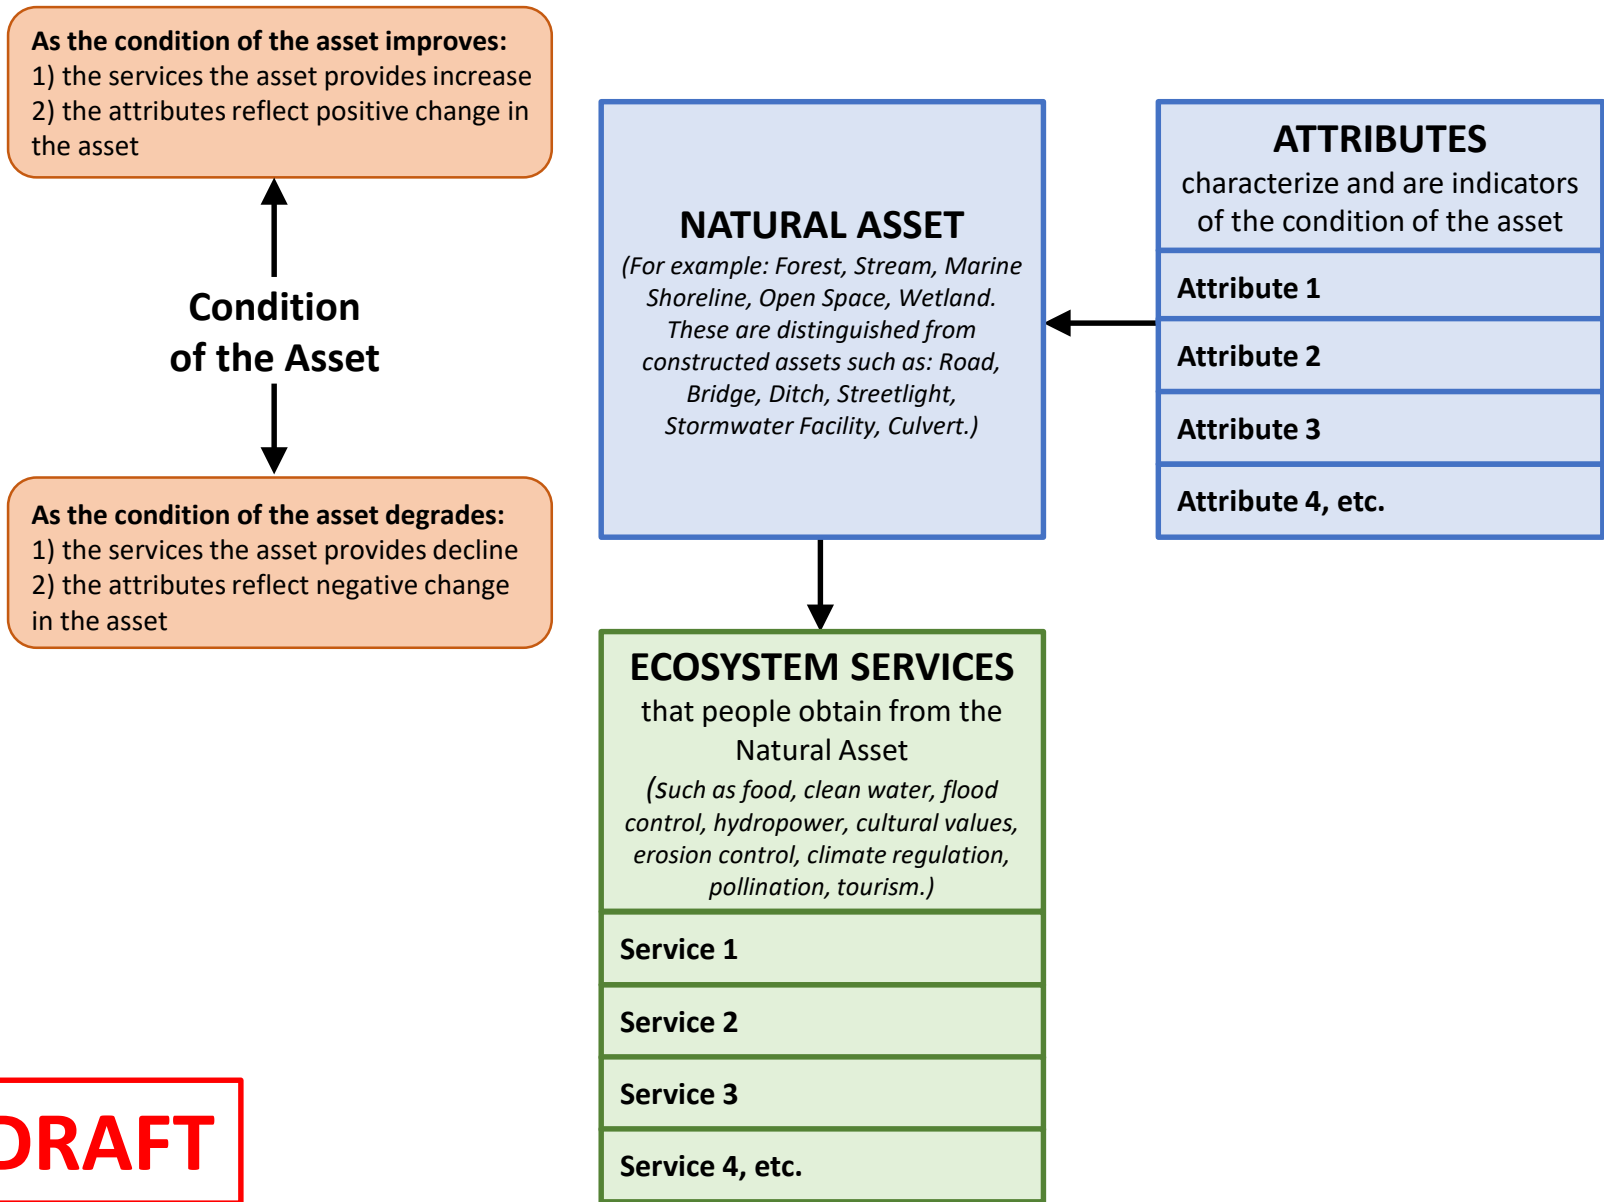 As the condition of the asset improves:
1) the services the asset provides increase
2) the attributes reflect positive change in
the asset
Condition
of the Asset
As the condition of the asset degrades:
1) the services the asset provides decline
2) the attributes reflect negative change
in the asset
NATURAL ASSET
(For example: Forest, Stream, Marine
Shoreline, Open Space, Wetland.
These are distinguished from
constructed assets such as: Road,
Bridge, Ditch, Streetlight,
Stormwater Facility, Culvert.)
ATTRIBUTES
characterize and are indicators
of the condition of the asset
Attribute 1
Attribute 2
Attribute 3
Attribute 4, etc.
ECOSYSTEM SERVICES
that people obtain from the
Natural Asset
(such as food, clean water, flood
control, hydropower, cultural values,
erosion control, climate regulation,
pollination, tourism.)
Service 1
Service 2
Service 3
Service 4, etc.
DRAFT